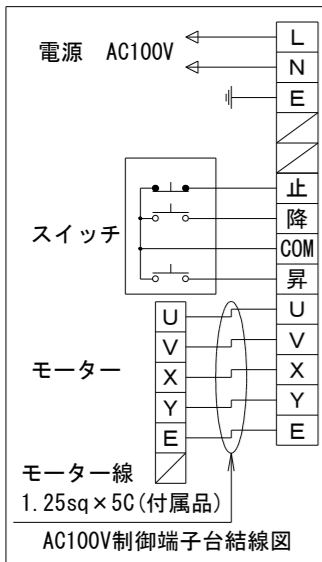 電源 AC100V
L
N
E
止
降
COM
昇
U
V
X
Y
E
スイッチ
モーター
U
V
X
Y
E
モーター線
1.25sq×5C(付属品)
AC100V制御端子台結線図